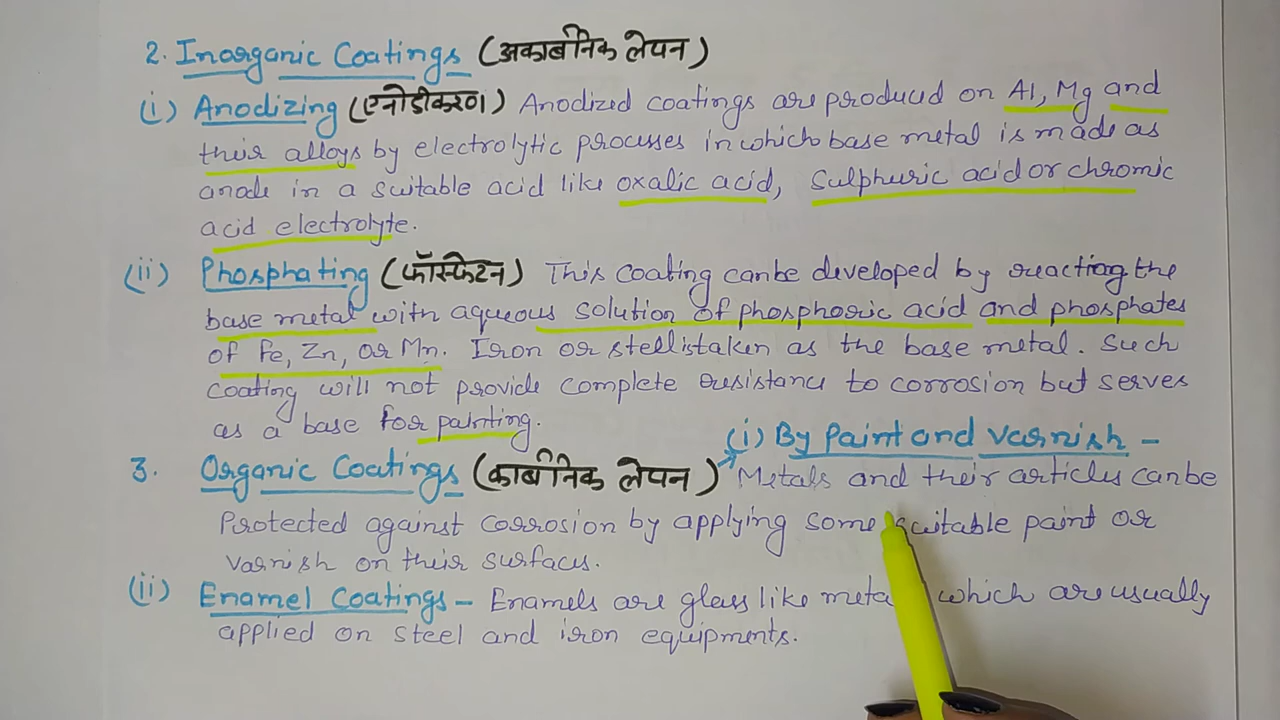 2. Inorganic Coatings (अकार्बनिक लेपन)
(i) Anodizing (एनोडीकरण) Anodized coatings are produced on Al, Mg and
their alloys by electrolytic processes in which base metal is made as
anode in a suitable acid like oxalic acid, Sulphuric acid or chromic
acid electrolyte.
(ii) Phosphating (फॉस्फेटन) This coating can be developed by reacting the
base metal with aqueous solution of phosphoric acid and phosphates
of Fe, Zn, or Mn. Iron or stell is taken as the base metal. Such
coating will not provide complete resistance to corrosion but serves
as a base for painting.
(i) By Paint and Varnish -
3. Organic Coatings (कार्बनिक लेपन) Metals and their articles can be
Protected against corrosion by applying some suitable paint or
varnish on their surfaces.
(ii) Enamel Coatings - Enamels are glass like which are usually
applied on steel and iron equipments.